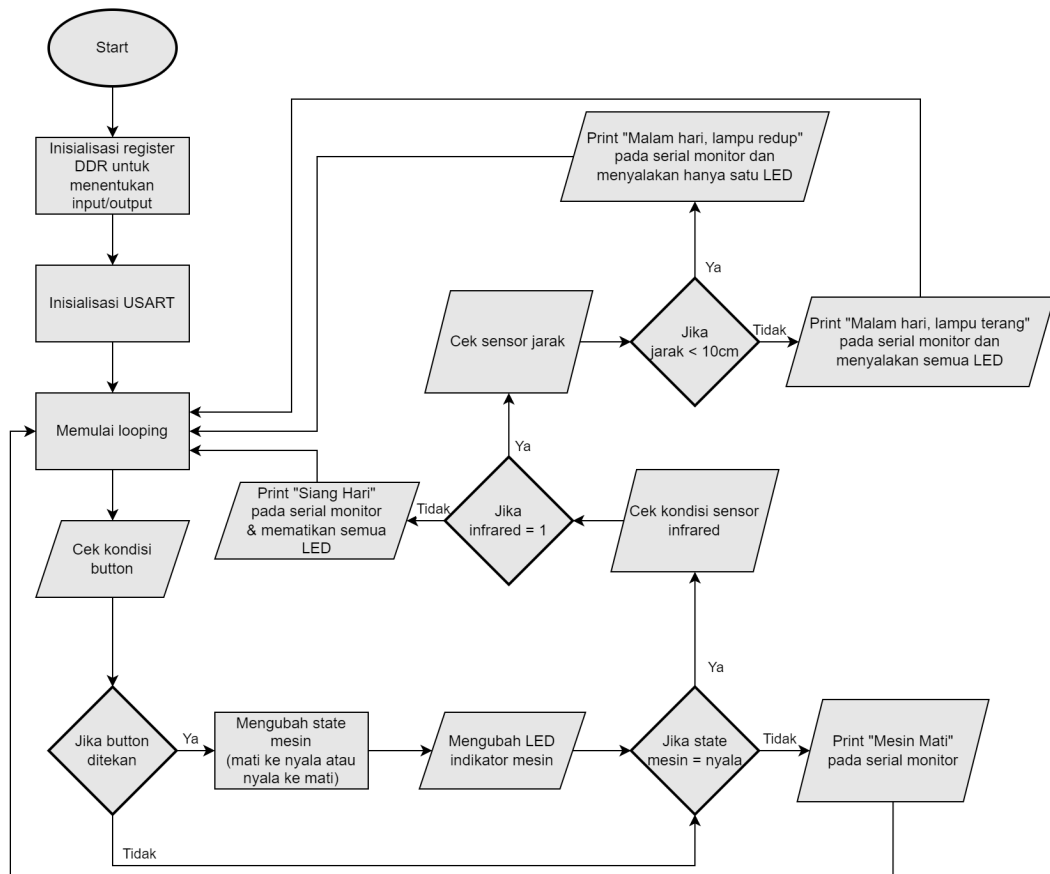 Start
Inisialisasi register
DDR untuk
menentukan
input/output
Inisialisasi USART
Memulai looping
Cek kondisi
button
Jika button
ditekan
Ya
Tidak
Mengubah state
mesin
(mati ke nyala atau
nyala ke mati)
Mengubah LED
indikator mesin
Jika state
mesin = nyala
Tidak
Print "Mesin Mati"
pada serial monitor
Ya
Cek kondisi sensor
infrared
Jika
infrared = 1
Tidak
Print "Siang Hari"
pada serial monitor
& mematikan semua
LED
Ya
Cek sensor jarak
Jika
jarak < 10cm
Ya
Print "Malam hari, lampu redup"
pada serial monitor dan
menyalakan hanya satu LED
Tidak
Print "Malam hari, lampu terang"
pada serial monitor dan
menyalakan semua LED